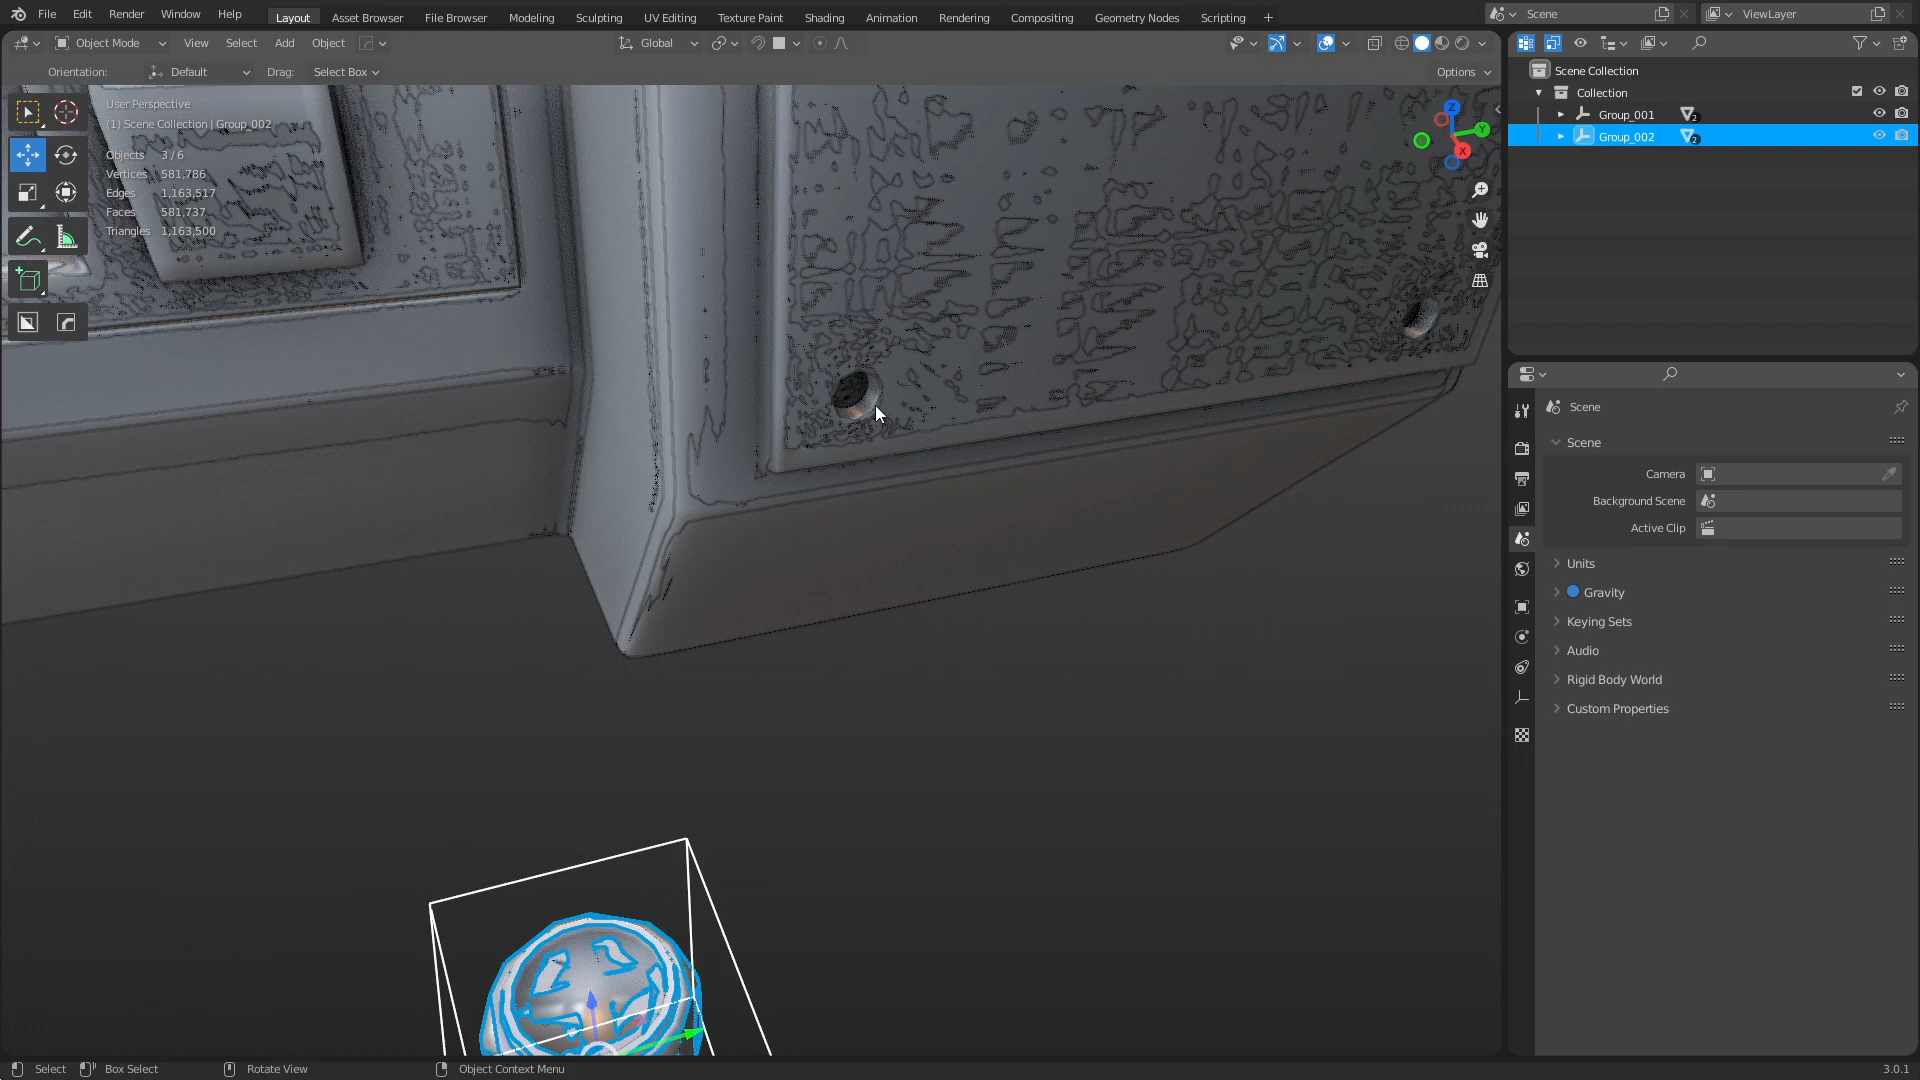 File Edit Render Window Help Layout Asset Browser File Browser Modeling Sculpting UV Editing Texture Paint Shading Animation Rendering Compositing Geometry Nodes Scripting + Scene ViewLayer
Object Mode View Select Add Object Global
Orientation: Default Drag: Select Box Options
User Perspective
(1) Scene Collection | Group_002
Objects 3 / 6
Vertices 581,786
Edges 1,163,517
Faces 581,737
Triangles 1,163,500
Z
Y
X
Scene Collection
Collection
Group_001 2
Group_002 2
Scene
Scene
Camera
Background Scene
Active Clip
Units
Gravity
Keying Sets
Audio
Rigid Body World
Custom Properties
Select Box Select Rotate View Object Context Menu 3.0.1